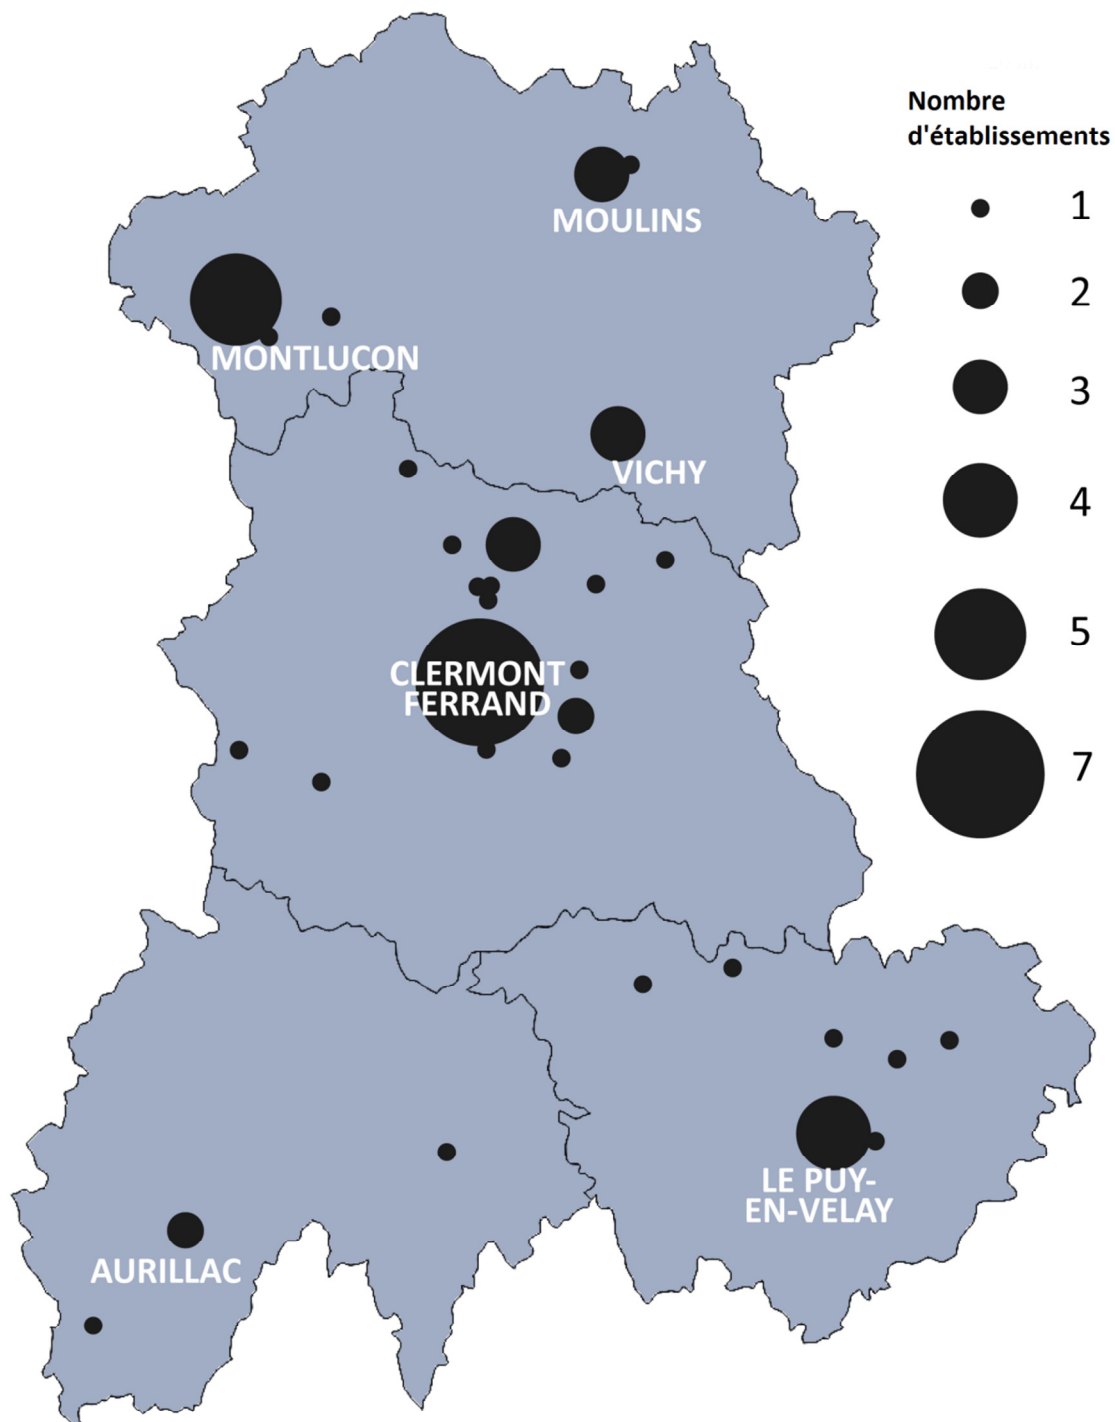 Nombre
d'établissements
1
2
3
4
5
7
MOULINS
MONTLUCON
VICHY
CLERMONT
FERRAND
LE PUY-
EN-VELAY
AURILLAC